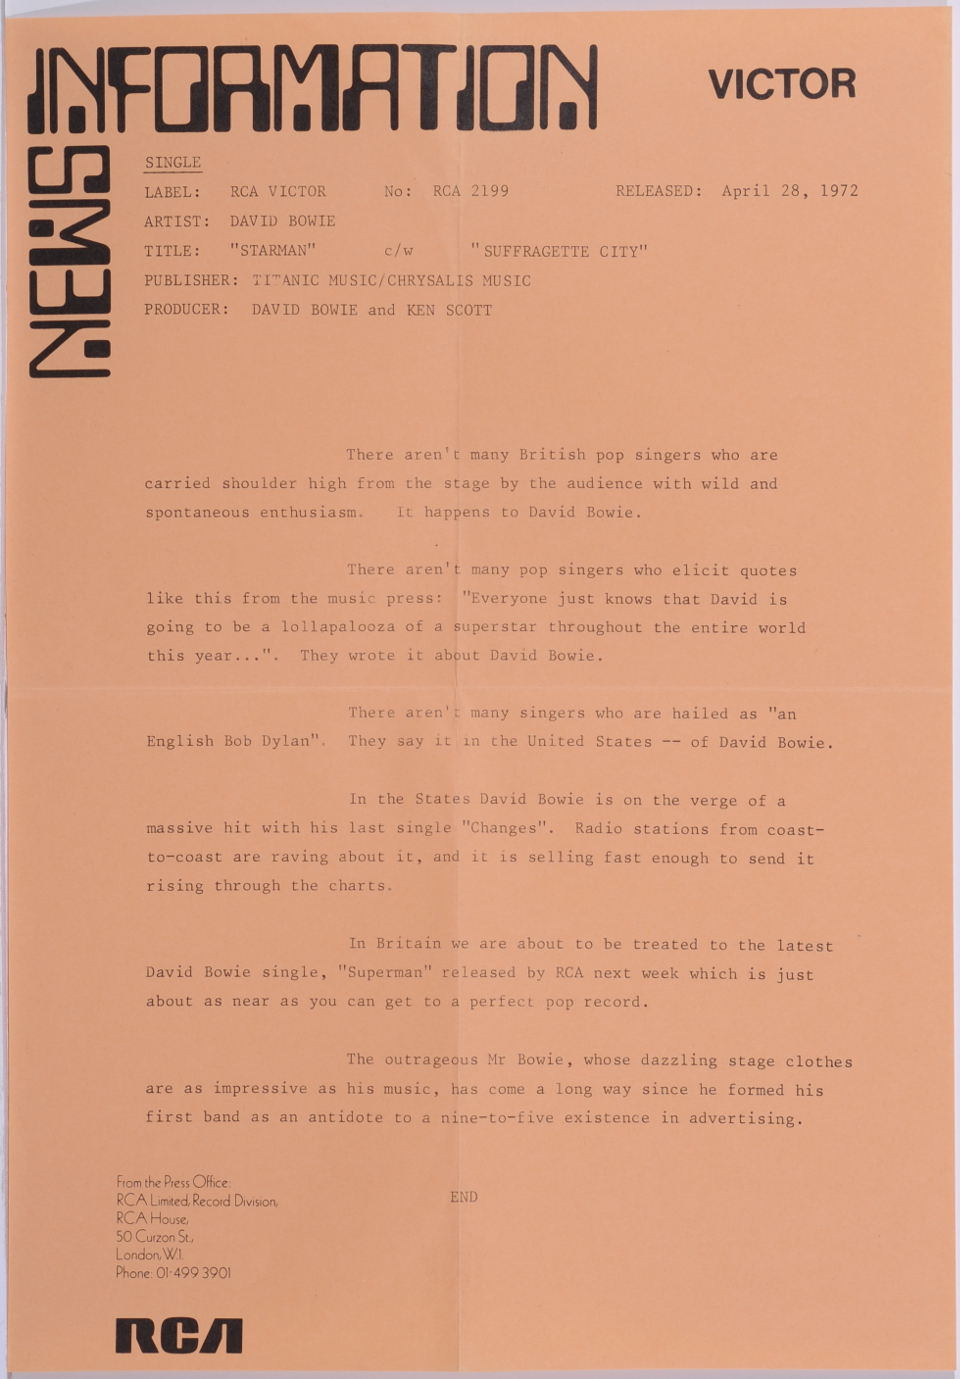 INFORMATION
VICTOR
NEWS
SINGLE
LABEL: RCA VICTOR No: RCA 2199 RELEASED: April 28, 1972
ARTIST: DAVID BOWIE
TITLE: "STARMAN" c/w "SUFFRAGETTE CITY"
PUBLISHER: TITANIC MUSIC/CHRYSALIS MUSIC
PRODUCER: DAVID BOWIE and KEN SCOTT
There aren't many British pop singers who are
carried shoulder high from the stage by the audience with wild and
spontaneous enthusiasm. It happens to David Bowie.
There aren't many pop singers who elicit quotes
like this from the music press: "Everyone just knows that David is
going to be a lollapalooza of a superstar throughout the entire world
this year...". They wrote it about David Bowie.
There aren't many singers who are hailed as "an
English Bob Dylan". They say it in the United States -- of David Bowie.
In the States David Bowie is on the verge of a
massive hit with his last single "Changes". Radio stations from coast-
to-coast are raving about it, and it is selling fast enough to send it
rising through the charts.
In Britain we are about to be treated to the latest
David Bowie single, "Superman" released by RCA next week which is just
about as near as you can get to a perfect pop record.
The outrageous Mr Bowie, whose dazzling stage clothes
are as impressive as his music, has come a long way since he formed his
first band as an antidote to a nine-to-five existence in advertising.
END
From the Press Office:
RCA Limited, Record Division,
RCA House,
50 Curzon St.,
London, W.1.
Phone: 01-499 3901
RCA